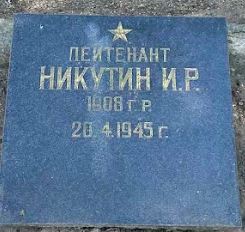 ЛЕЙТЕНАНТ
НИКУТИН И.Р.
1908 Г.Р.
20.4.1945 Г.